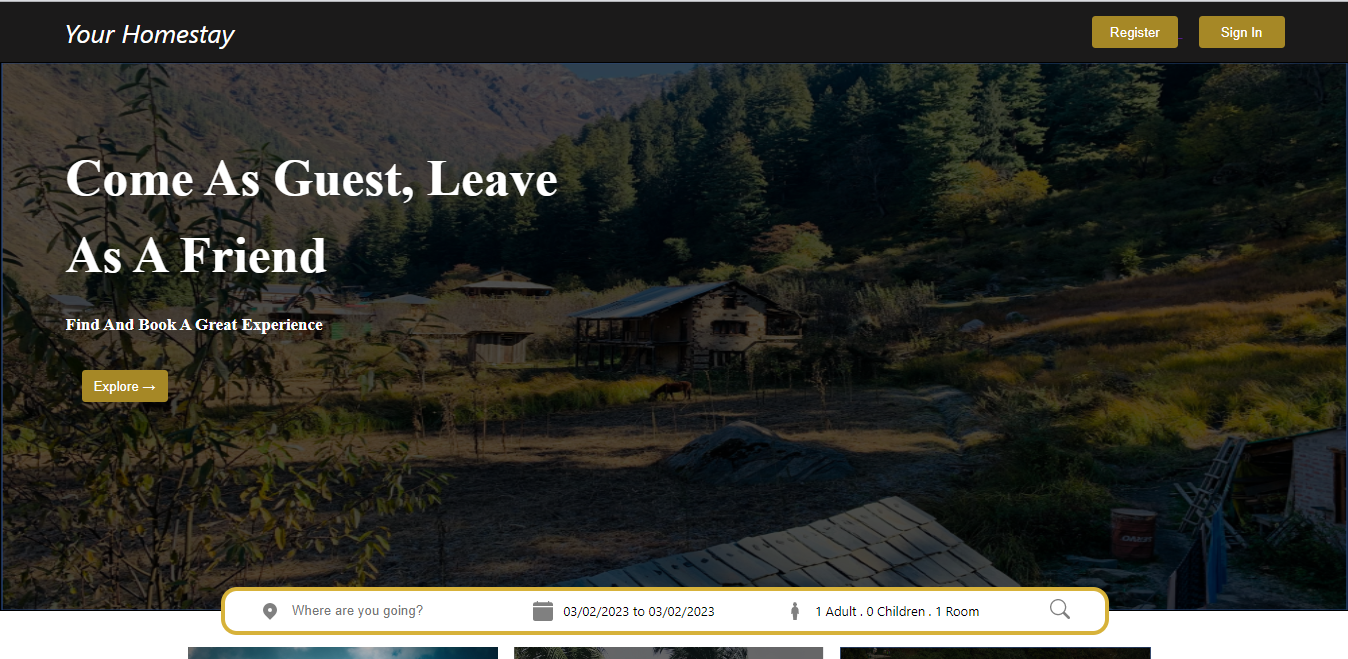 Your Homestay
Register
Sign In
Come As Guest, Leave
As A Friend
Find And Book A Great Experience
Explore →
Where are you going?
03/02/2023 to 03/02/2023
1 Adult . 0 Children . 1 Room